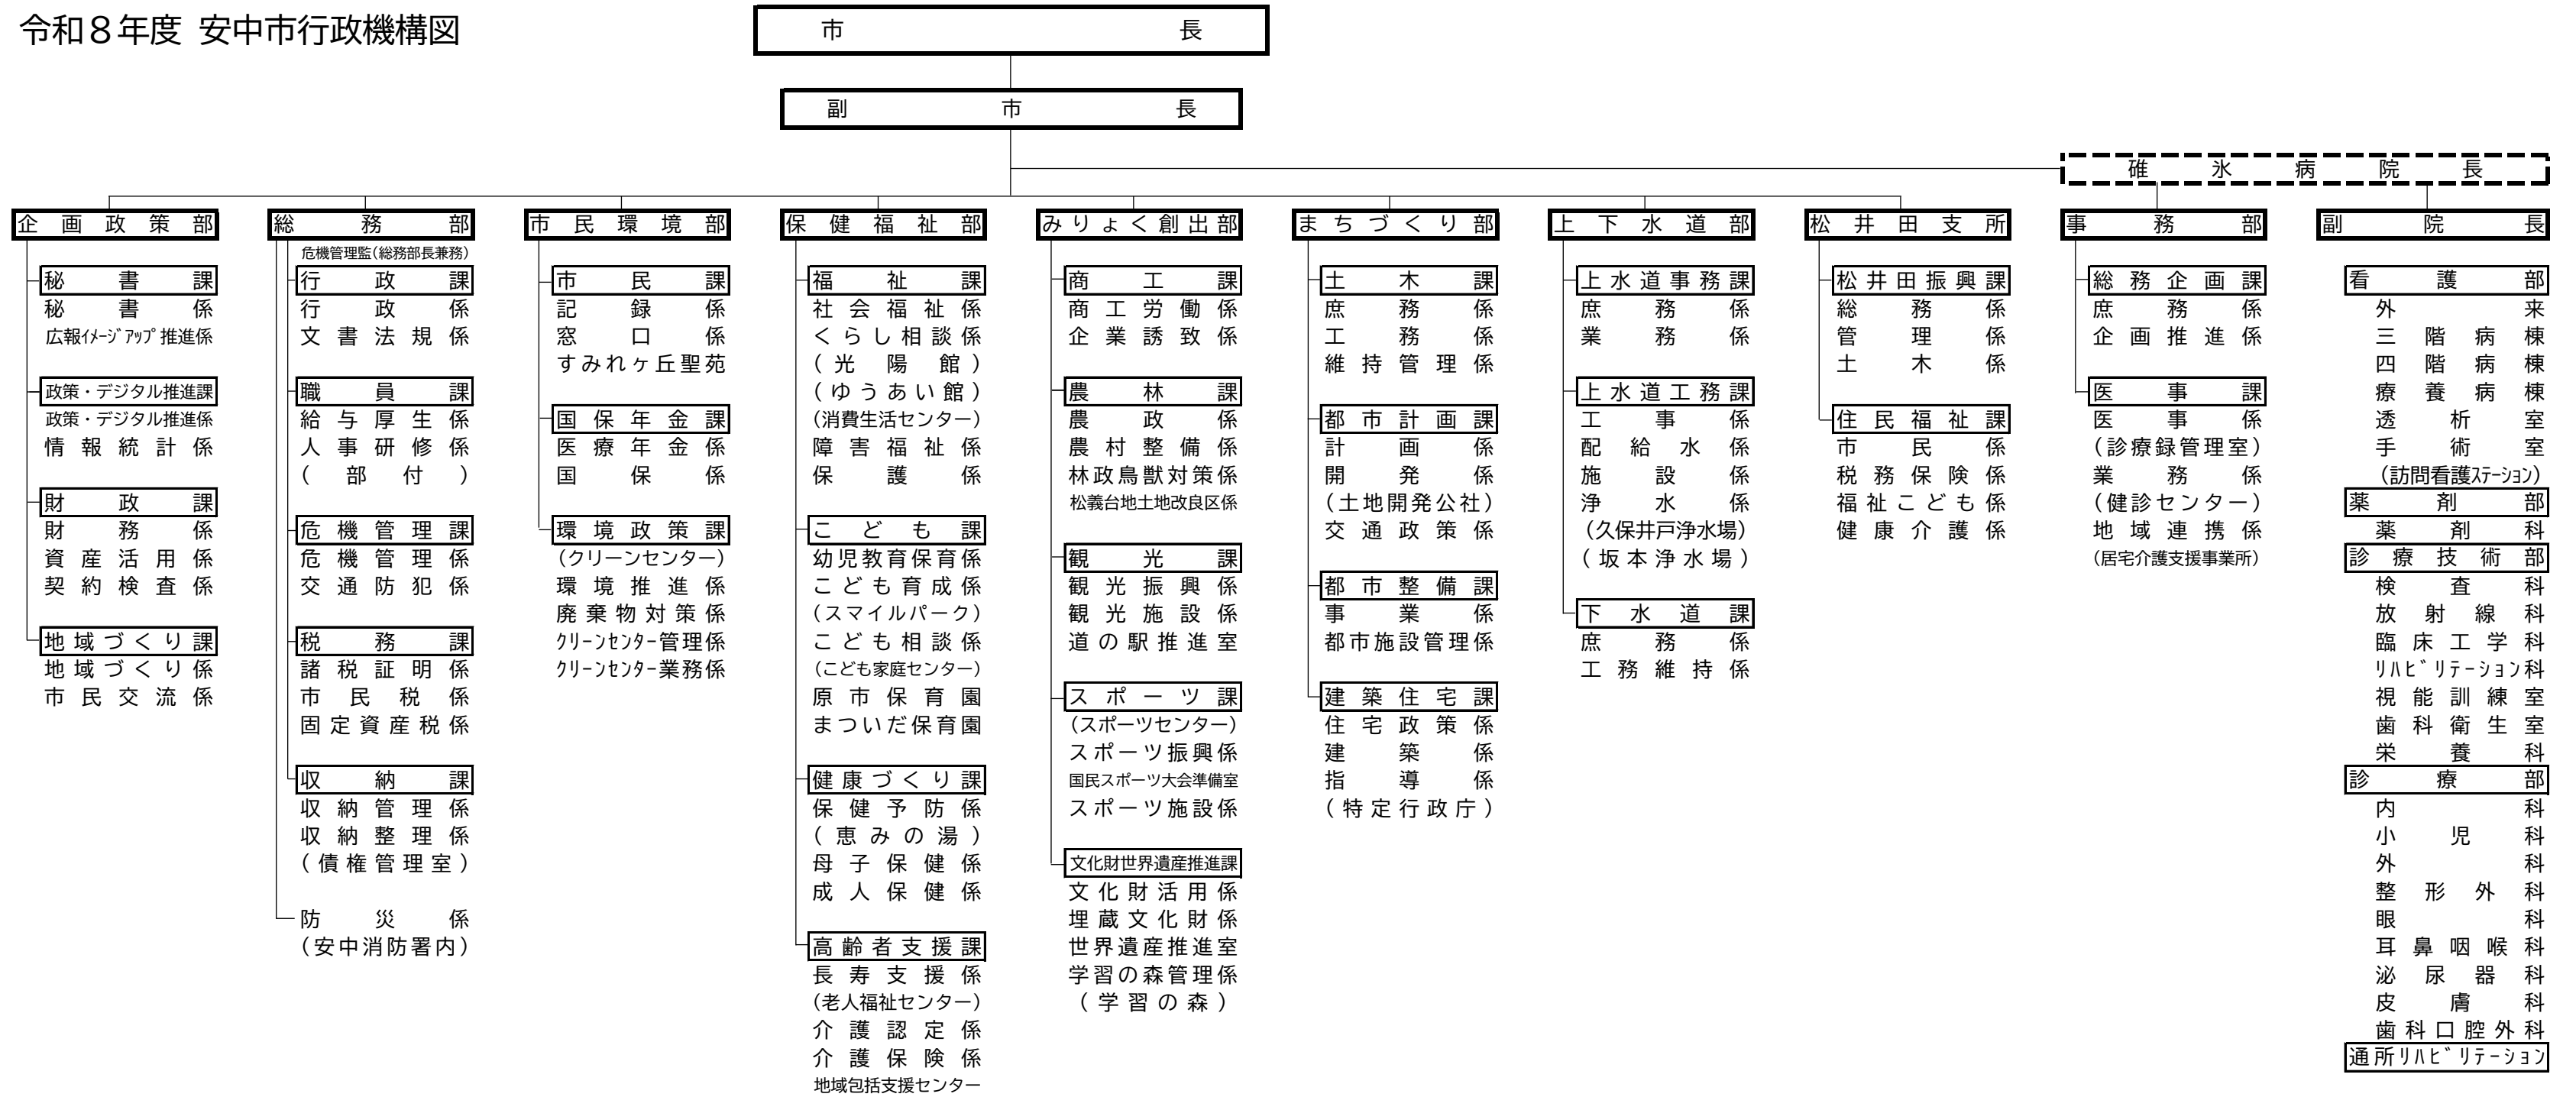 令和８年度 安中市行政機構図
市長
副市長
碓氷病院長
企画政策部
秘書課
秘書係
広報ｲﾒｰｼﾞｱｯﾌﾟ推進係
政策・デジタル推進課
政策・デジタル推進係
情報統計係
財政課
財務係
資産活用係
契約検査係
地域づくり課
地域づくり係
市民交流係
総務部
危機管理監(総務部長兼務)
行政課
行政係
文書法規係
職員課
給与厚生係
人事研修係
(部付)
危機管理課
危機管理係
交通防犯係
税務課
諸税証明係
市民税係
固定資産税係
収納課
収納管理係
収納整理係
(債権管理室)
防災係
(安中消防署内)
市民環境部
市民課
記録係
窓口係
すみれヶ丘聖苑
国保年金課
医療年金係
国保係
環境政策課
(クリーンセンター)
環境推進係
廃棄物対策係
ｸﾘｰﾝｾﾝﾀｰ管理係
ｸﾘｰﾝｾﾝﾀｰ業務係
保健福祉部
福祉課
社会福祉係
くらし相談係
(光陽館)
(ゆうあい館)
(消費生活センター)
障害福祉係
保護係
こども課
幼児教育保育係
こども育成係
(スマイルパーク)
こども相談係
(こども家庭センター)
原市保育園
まついだ保育園
健康づくり課
保健予防係
(恵みの湯)
母子保健係
成人保健係
高齢者支援課
長寿支援係
(老人福祉センター)
介護認定係
介護保険係
地域包括支援センター
みりょく創出部
商工課
商工労働係
企業誘致係
農林課
農政係
農村整備係
林政鳥獣対策係
松義台地土地改良区係
観光課
観光振興係
観光施設係
道の駅推進室
スポーツ課
(スポーツセンター)
スポーツ振興係
国民スポーツ大会準備室
スポーツ施設係
文化財世界遺産推進課
文化財活用係
埋蔵文化財係
世界遺産推進室
学習の森管理係
(学習の森)
まちづくり部
土木課
庶務係
工務係
維持管理係
都市計画課
計画係
開発係
(土地開発公社)
交通政策係
都市整備課
事業係
都市施設管理係
建築住宅課
住宅政策係
建築係
指導係
(特定行政庁)
上下水道部
上水道事務課
庶務係
業務係
上水道工務課
工事係
配給水係
施設係
浄水係
(久保井戸浄水場)
(坂本浄水場)
下水道課
庶務係
工務維持係
松井田支所
松井田振興課
総務係
管理係
土木係
住民福祉課
市民係
税務保険係
福祉こども係
健康介護係
事務部
総務企画課
庶務係
企画推進係
医事課
医事係
(診療録管理室)
業務係
(健診センター)
地域連携係
(居宅介護支援事業所)
副院長
看護部
外来
三階病棟
四階病棟
療養病棟
透析室
手術室
(訪問看護ｽﾃｰｼｮﾝ)
薬剤部
薬剤科
診療技術部
検査科
放射線科
臨床工学科
ﾘﾊﾋﾞﾘﾃｰｼｮﾝ科
視能訓練室
歯科衛生室
栄養科
診療部
内科
小児科
外科
整形外科
眼科
耳鼻咽喉科
泌尿器科
皮膚科
歯科口腔外科
通所ﾘﾊﾋﾞﾘﾃｰｼｮﾝ